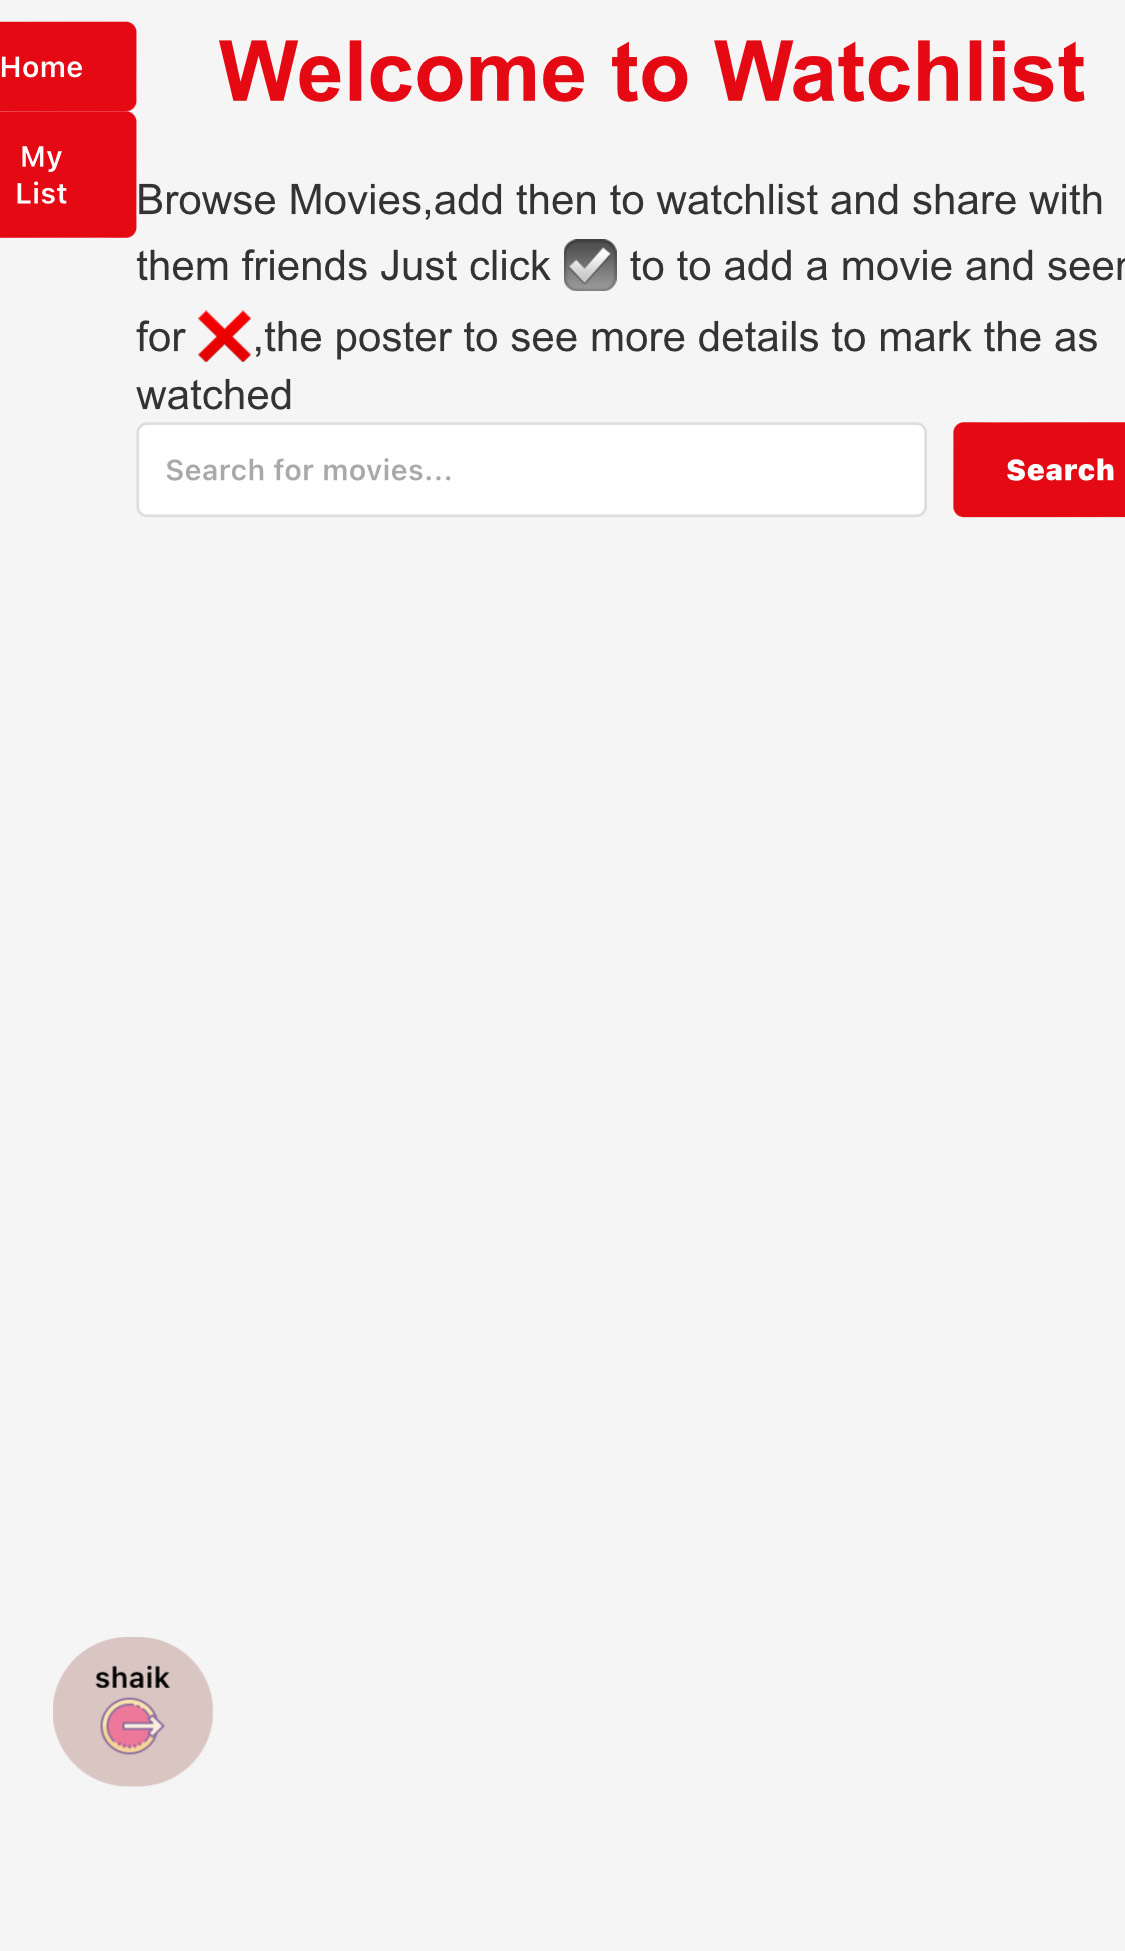 Home
My
List
Welcome to Watchlist
Browse Movies,add then to watchlist and share with
them friends Just click ☑️ to to add a movie and
for ❌,the poster to see more details to mark the as
watched
Search for movies...
Search
shaik